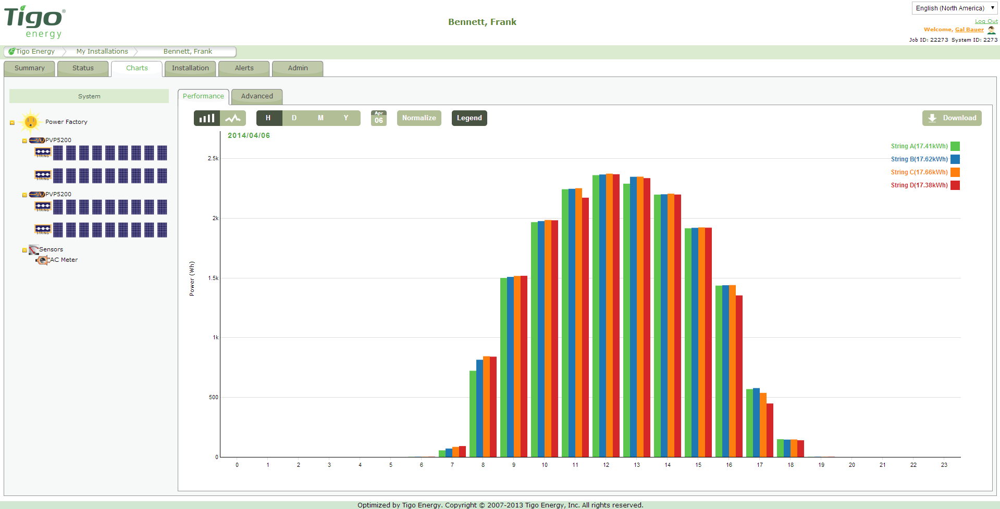 Tigo®
energy
Bennett, Frank
English (North America)
Log Out
Welcome, Gal Bauer
Job ID: 22273 System ID: 2273
Tigo Energy
My Installations
Bennett, Frank
Summary
Status
Charts
Installation
Alerts
Admin
System
Power Factory
PVP5200
STRING
STRING
PVP5200
STRING
STRING
Sensors
AC Meter
Performance
Advanced
H D M Y
Apr
06
Normalize
Legend
Download
2014/04/06
String A(17.41kWh)
String B(17.62kWh)
String C(17.66kWh)
String D(17.38kWh)
Power (Wh)
2.5k
2k
1.5k
1k
500
0
0 1 2 3 4 5 6 7 8 9 10 11 12 13 14 15 16 17 18 19 20 21 22 23
Optimized by Tigo Energy. Copyright © 2007-2013 Tigo Energy, Inc. All rights reserved.